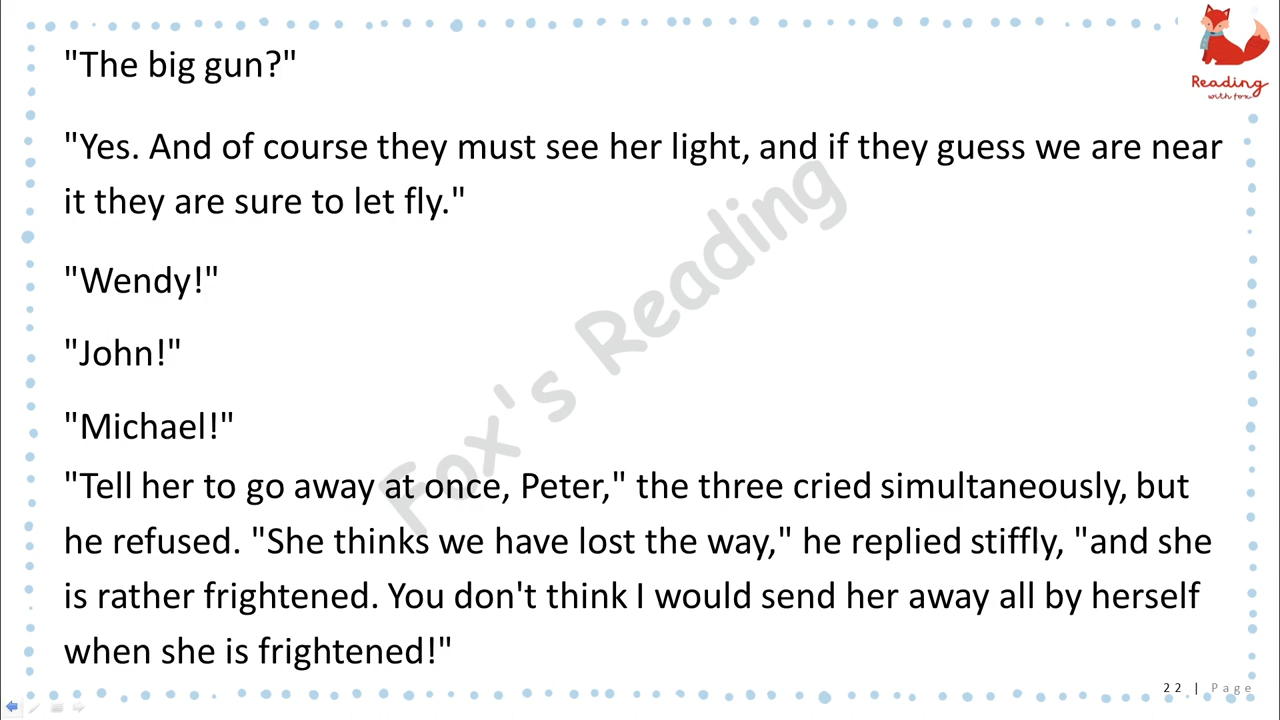 Reading
with fox
"The big gun?"
"Yes. And of course they must see her light, and if they guess we are near
it they are sure to let fly."
"Wendy!"
"John!"
"Michael!"
"Tell her to go away at once, Peter," the three cried simultaneously, but
he refused. "She thinks we have lost the way," he replied stiffly, "and she
is rather frightened. You don't think I would send her away all by herself
when she is frightened!"
Fox's Reading
22 | Page